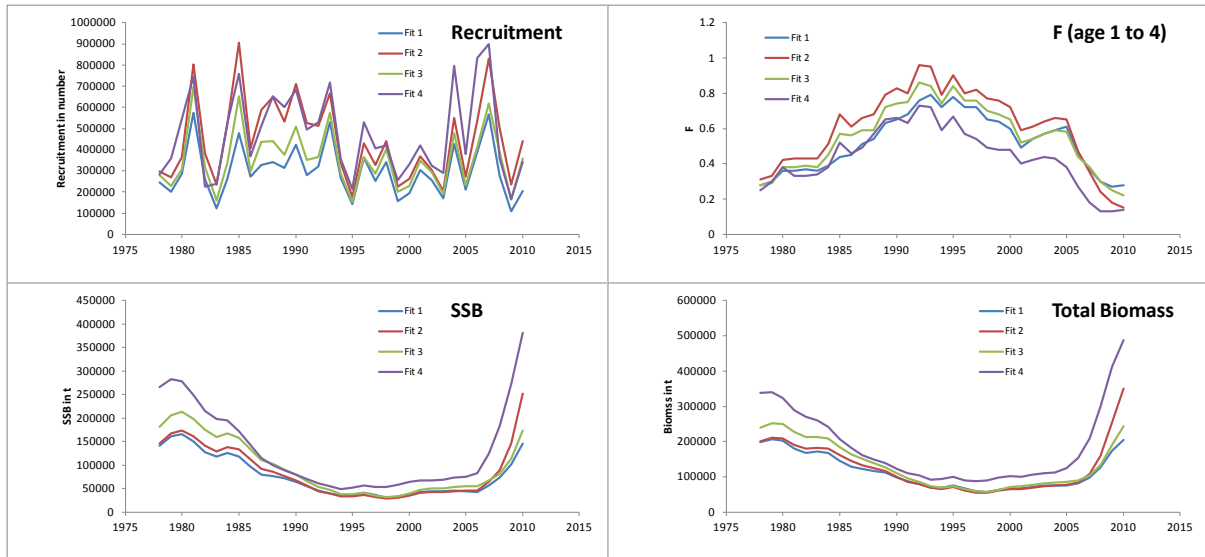 Recruitment
Recruitment in number
1000000
900000
800000
700000
600000
500000
400000
300000
200000
100000
0
1975 1980 1985 1990 1995 2000 2005 2010 2015
Fit 1
Fit 2
Fit 3
Fit 4
F (age 1 to 4)
F
1.2
1
0.8
0.6
0.4
0.2
0
1975 1980 1985 1990 1995 2000 2005 2010 2015
Fit 1
Fit 2
Fit 3
Fit 4
SSB
SSB in t
450000
400000
350000
300000
250000
200000
150000
100000
50000
0
1975 1980 1985 1990 1995 2000 2005 2010 2015
Fit 1
Fit 2
Fit 3
Fit 4
Total Biomass
Biomss in t
600000
500000
400000
300000
200000
100000
0
1975 1980 1985 1990 1995 2000 2005 2010 2015
Fit 1
Fit 2
Fit 3
Fit 4